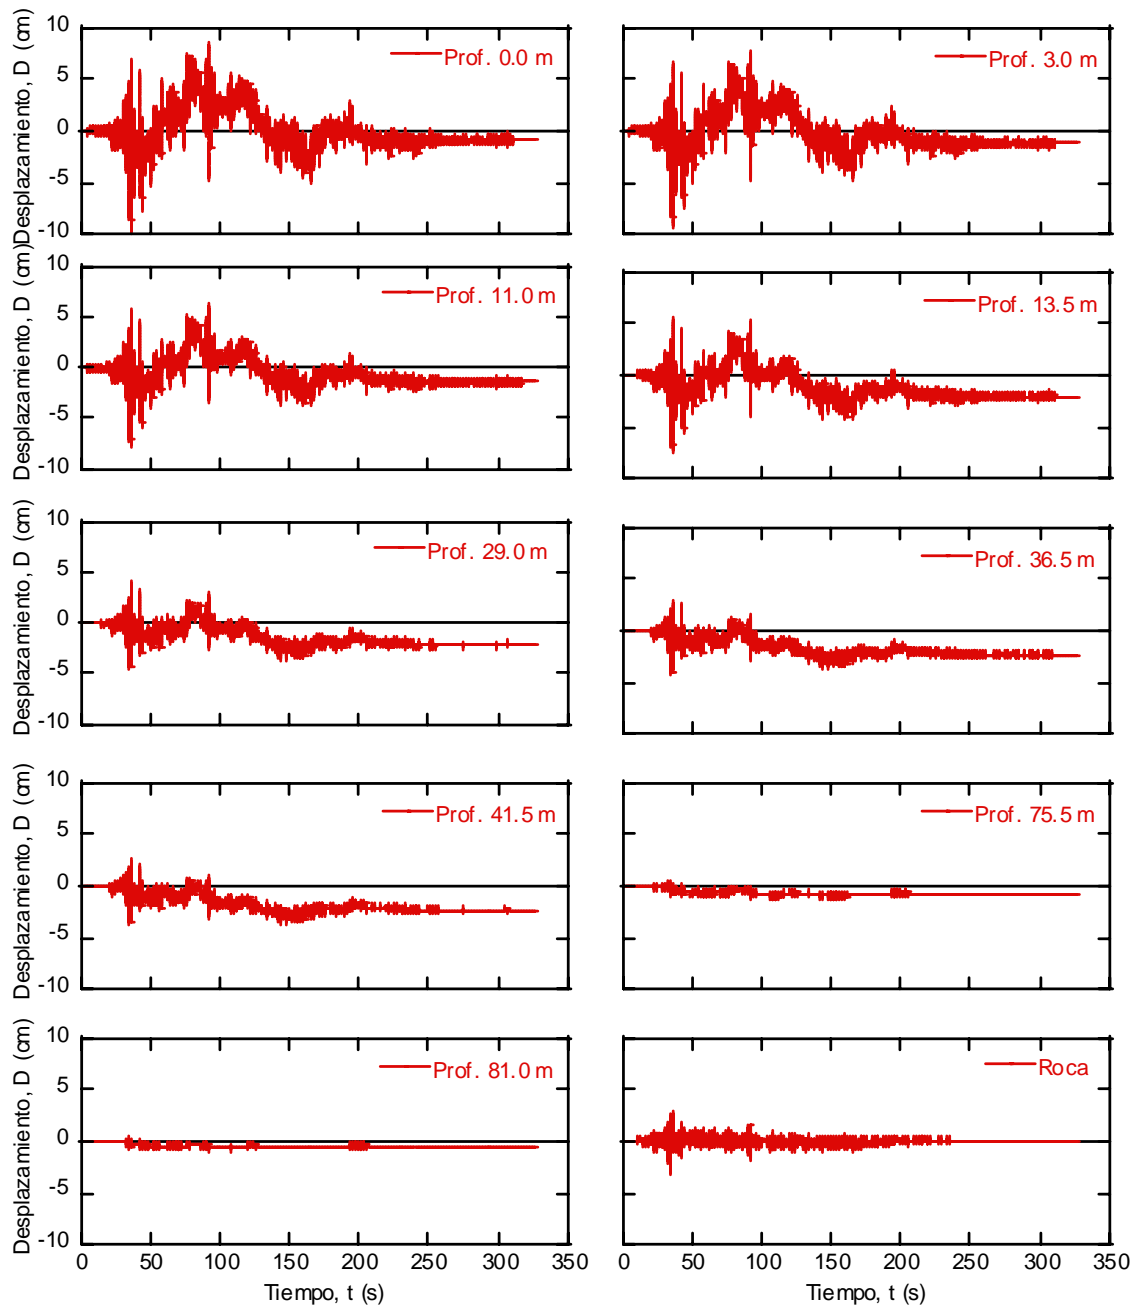 Desplazamiento, D (cm)
10
5
0
-5
-10
Prof. 0.0 m
Prof. 3.0 m
Desplazamiento, D (cm)
10
5
0
-5
-10
Prof. 11.0 m
Prof. 13.5 m
Desplazamiento, D (cm)
10
5
0
-5
-10
Prof. 29.0 m
Prof. 36.5 m
Desplazamiento, D (cm)
10
5
0
-5
-10
Prof. 41.5 m
Prof. 75.5 m
Desplazamiento, D (cm)
10
5
0
-5
-10
Prof. 81.0 m
Roca
0 50 100 150 200 250 300 350
0 50 100 150 200 250 300 350
Tiempo, t (s)
Tiempo, t (s)